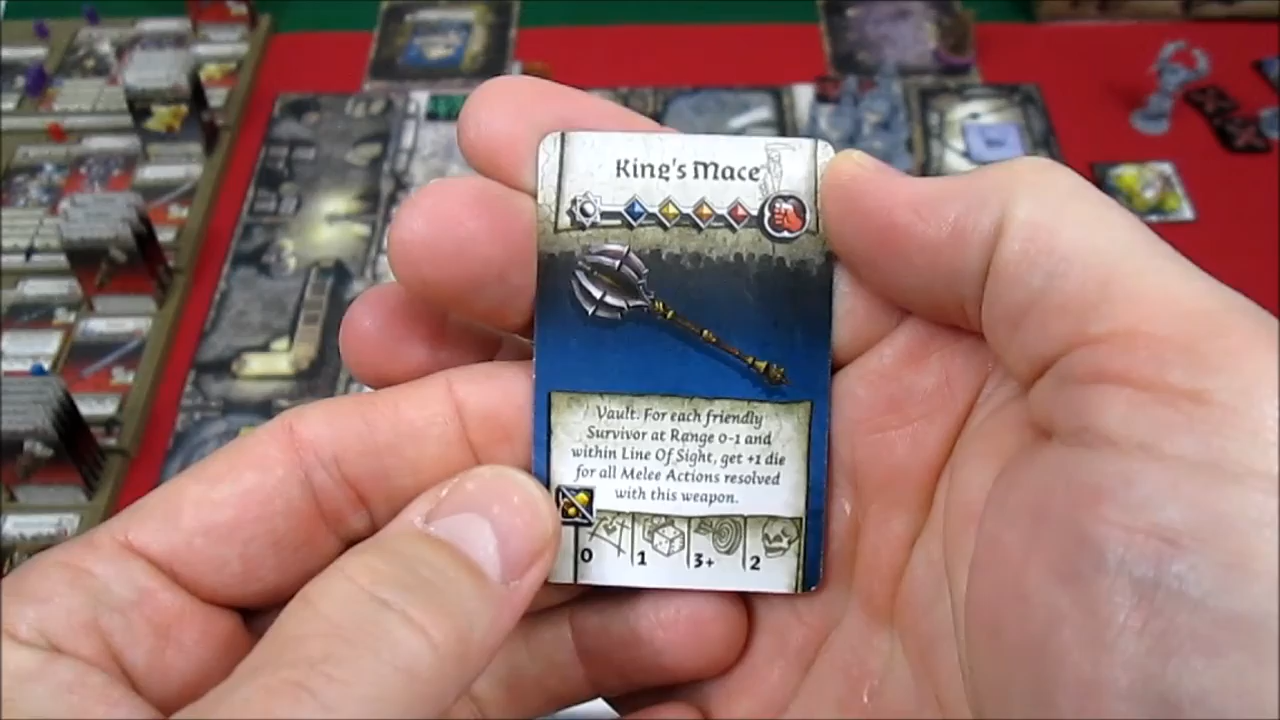 King's Mace
Vault. For each friendly
Survivor at Range 0-1 and
within Line Of Sight, get +1 die
for all Melee Actions resolved
with this weapon.
0 1 3+ 2